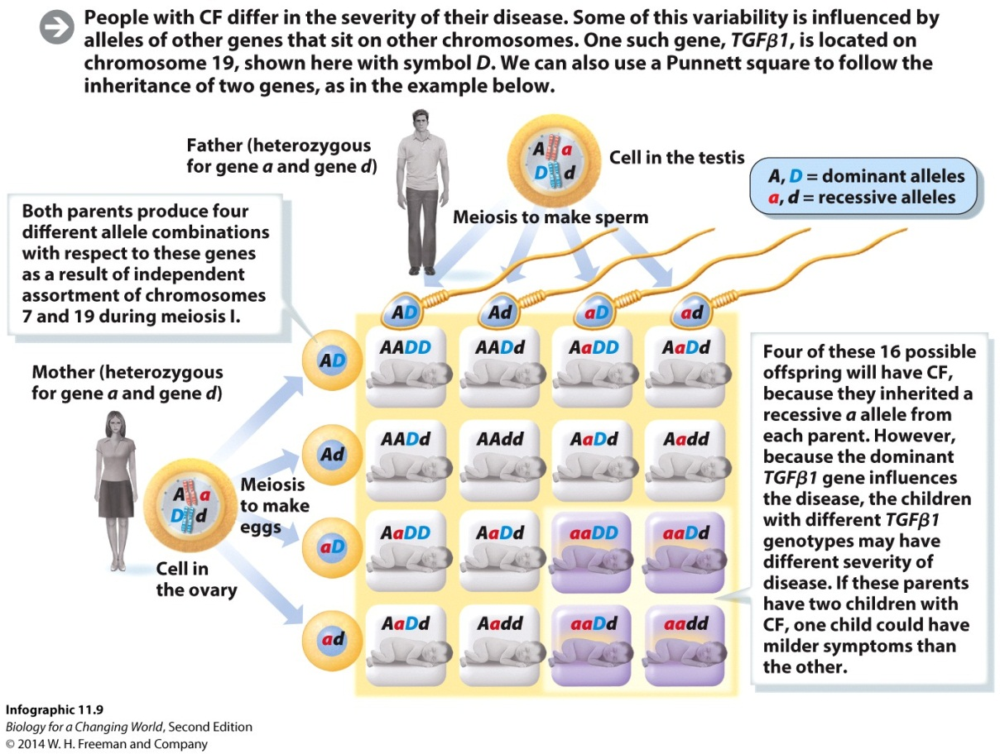 People with CF differ in the severity of their disease. Some of this variability is influenced by
alleles of other genes that sit on other chromosomes. One such gene, TGFβ1, is located on
chromosome 19, shown here with symbol D. We can also use a Punnett square to follow the
inheritance of two genes, as in the example below.
Father (heterozygous
for gene a and gene d)
A a
D d
Cell in the testis
A, D = dominant alleles
a, d = recessive alleles
Meiosis to make sperm
Both parents produce four
different allele combinations
with respect to these genes
as a result of independent
assortment of chromosomes
7 and 19 during meiosis I.
Mother (heterozygous
for gene a and gene d)
A a
D d
Meiosis
to make
eggs
Cell in
the ovary
AD Ad aD ad
AD AADD AADd AaDD AaDd
Ad AADd AAdd AaDd Aadd
aD AaDD AaDd aaDD aaDd
ad AaDd Aadd aaDd aadd
Four of these 16 possible
offspring will have CF,
because they inherited a
recessive a allele from
each parent. However,
because the dominant
TGFβ1 gene influences
the disease, the children
with different TGFβ1
genotypes may have
different severity of
disease. If these parents
have two children with
CF, one child could have
milder symptoms than
the other.
Infographic 11.9
Biology for a Changing World, Second Edition
© 2014 W. H. Freeman and Company